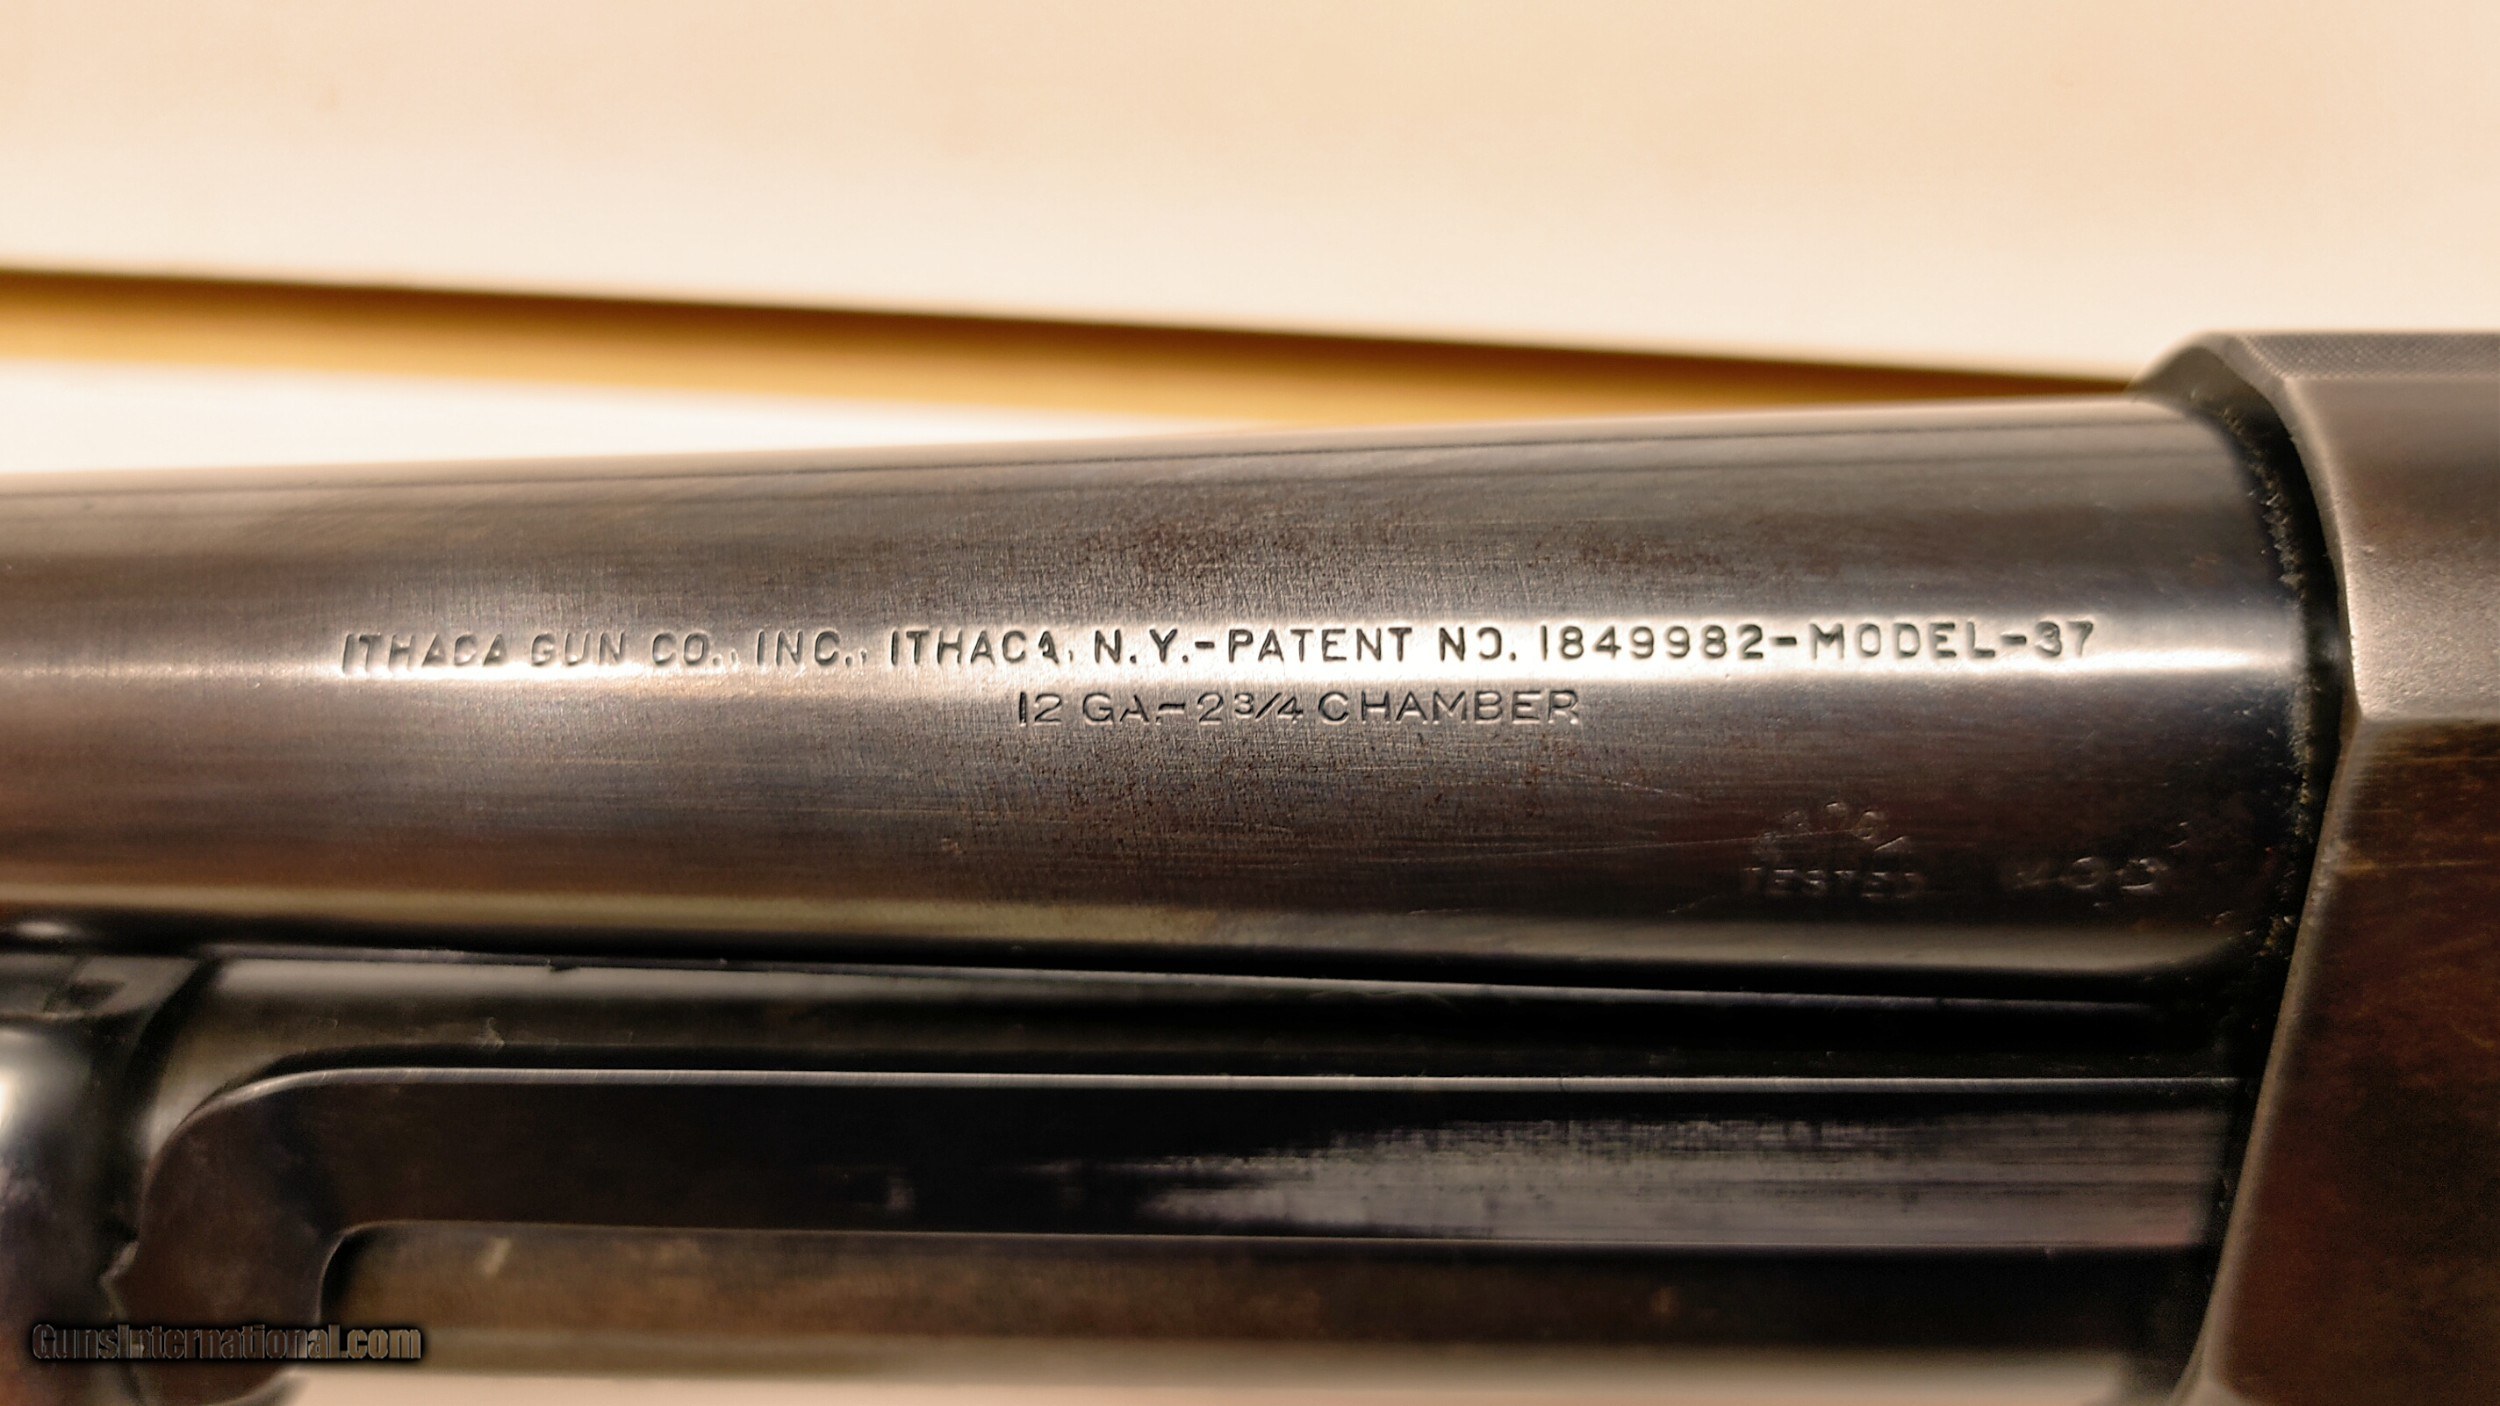 ITHACA GUN CO., INC., ITHACA, N.Y.-PATENT NO. 1849982-MODEL-37
12 GA.-2 3/4 CHAMBER
TESTED
GunsInternational.com